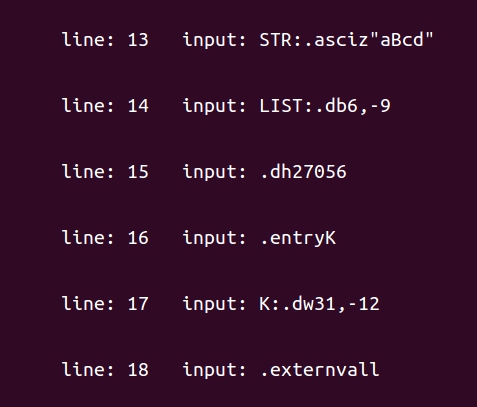 line: 13 input: STR:.asciz"aBcd"
line: 14 input: LIST:.db6,-9
line: 15 input: .dh27056
line: 16 input: .entryK
line: 17 input: K:.dw31,-12
line: 18 input: .externvall